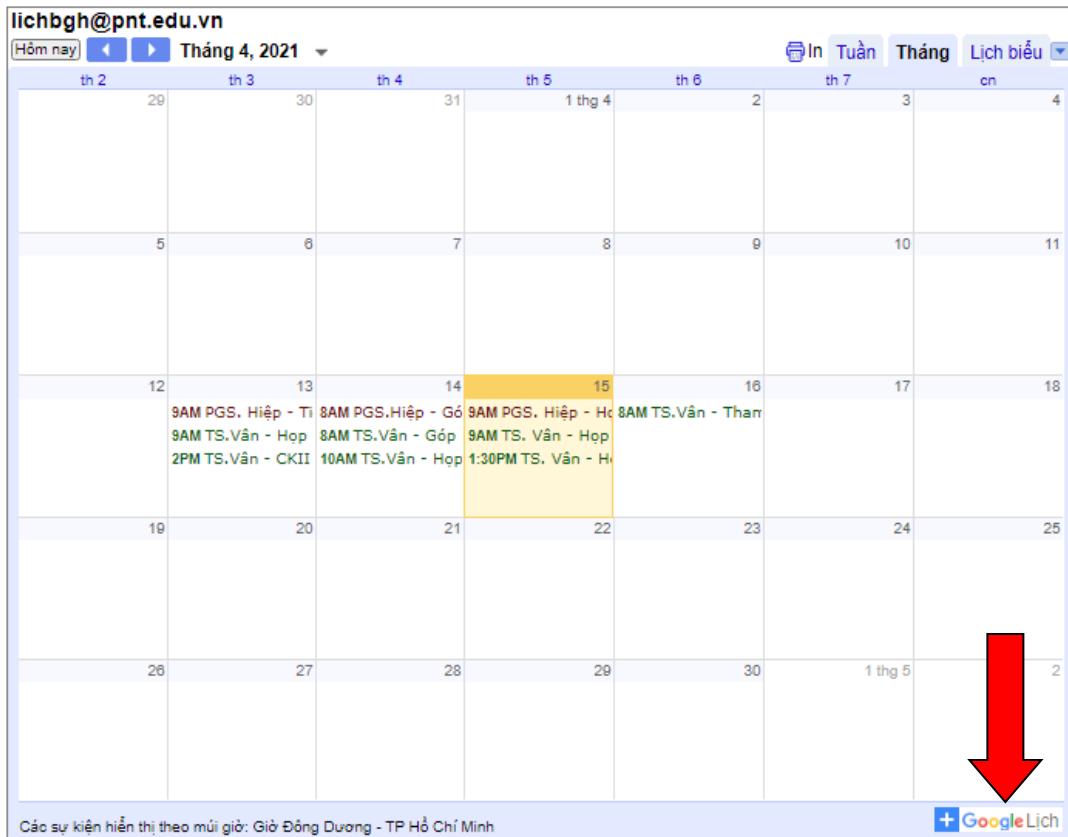 lichbgh@pnt.edu.vn
Hôm nay Tháng 4, 2021 In Tuần Tháng Lịch biểu
th 2 th 3 th 4 th 5 th 6 th 7 cn
29 30 31 1 thg 4 2 3 4
5 6 7 8 9 10 11
12 13 14 15 16 17 18
9AM PGS. Hiệp - Ti 8AM PGS.Hiệp - Gó 9AM PGS. Hiệp - Họ 8AM TS.Vân - Tham
9AM TS.Vân - Họp 8AM TS.Vân - Góp 9AM TS. Vân - Họp
2PM TS.Vân - CKII 10AM TS.Vân - Họp 1:30PM TS. Vân - Họ
19 20 21 22 23 24 25
26 27 28 29 30 1 thg 5 2
Các sự kiện hiển thị theo múi giờ: Giờ Đông Dương - TP Hồ Chí Minh + Google Lịch